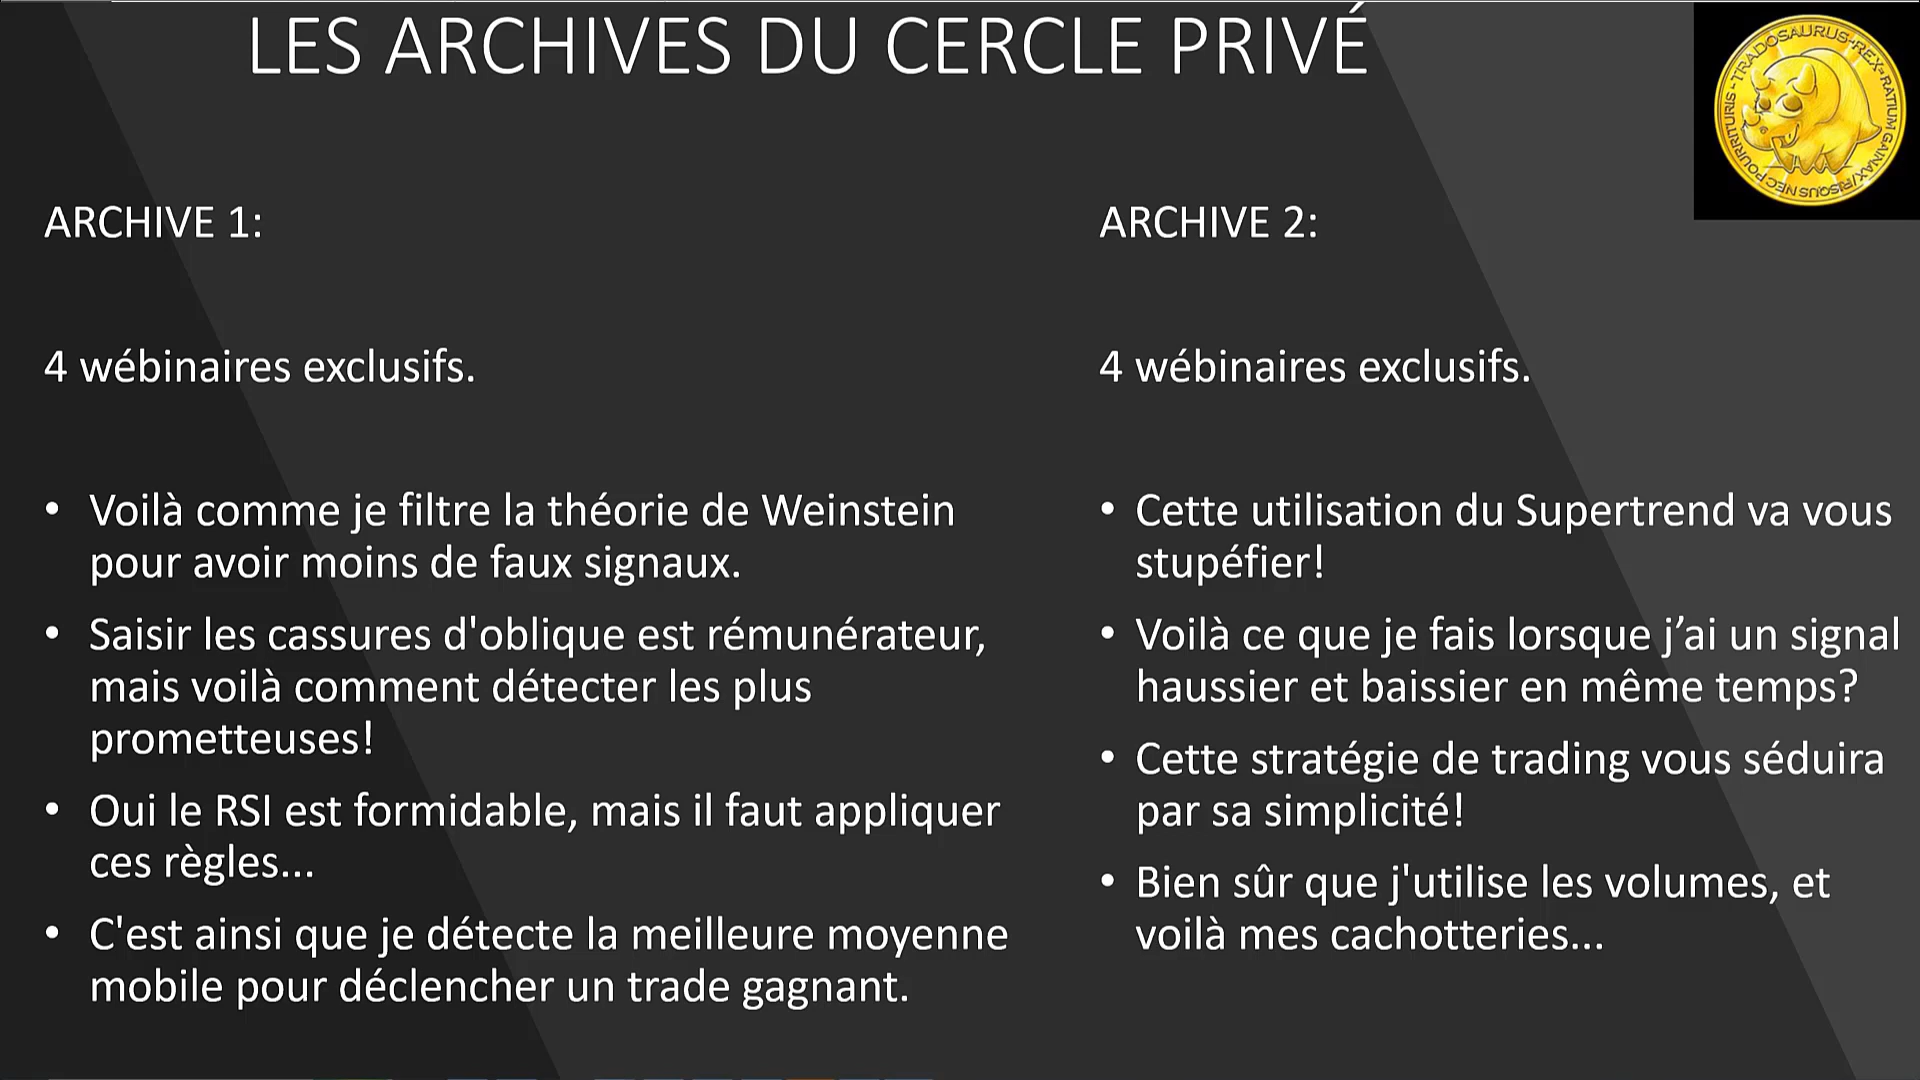 LES ARCHIVES DU CERCLE PRIVÉ
TRADOSAURUS-REX-RATIUM GAINAX/RISQUS NEC POURRITURIS-
ARCHIVE 1:
4 wébinaires exclusifs.
• Voilà comme je filtre la théorie de Weinstein
pour avoir moins de faux signaux.
• Saisir les cassures d'oblique est rémunérateur,
mais voilà comment détecter les plus
prometteuses!
• Oui le RSI est formidable, mais il faut appliquer
ces règles...
• C'est ainsi que je détecte la meilleure moyenne
mobile pour déclencher un trade gagnant.
ARCHIVE 2:
4 wébinaires exclusifs.
• Cette utilisation du Supertrend va vous
stupéfier!
• Voilà ce que je fais lorsque j’ai un signal
haussier et baissier en même temps?
• Cette stratégie de trading vous séduira
par sa simplicité!
• Bien sûr que j'utilise les volumes, et
voilà mes cachotteries...